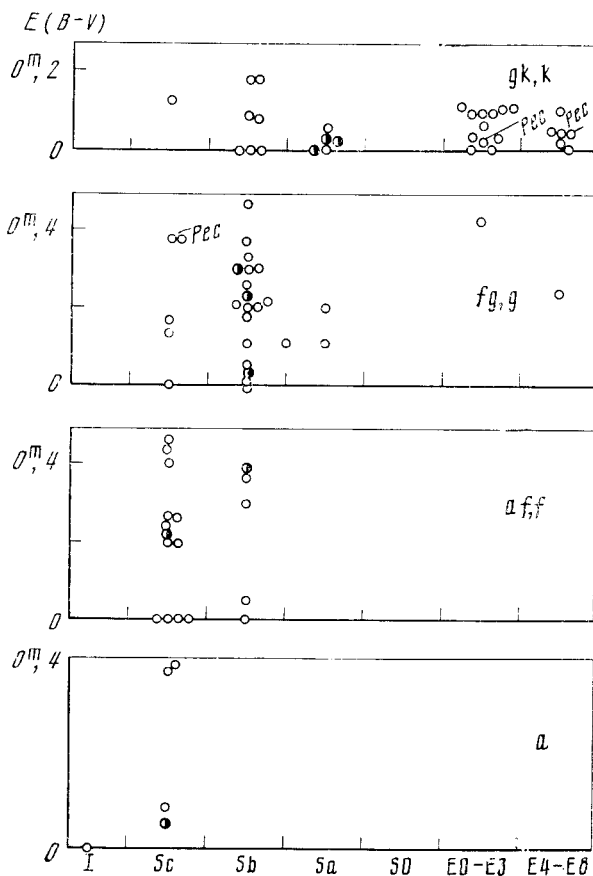 E(B-V)
0ᵐ,2
gk, k
pec
pec
0
0ᵐ,4
pec
fg, g
0
0ᵐ,4
af, f
0
0ᵐ,4
a
0
I Sc Sb Sa S0 E0-E3 E4-E6